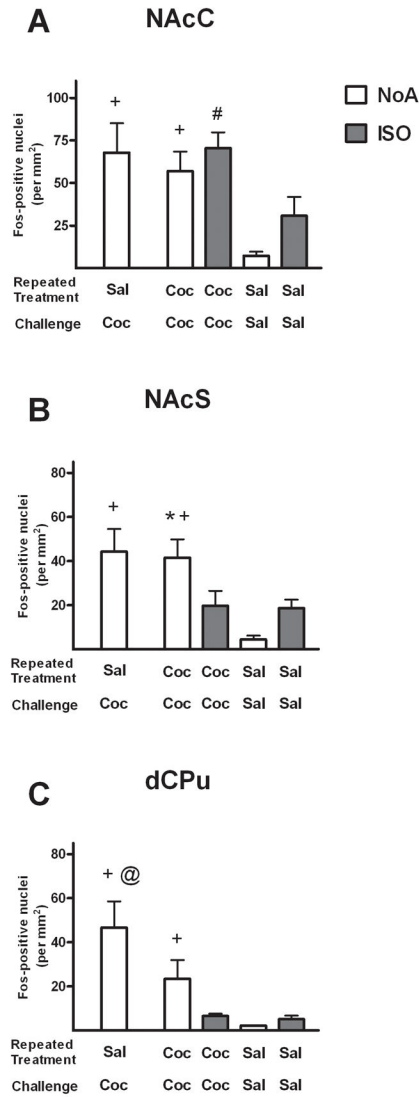 A
NAcC
NoA
ISO
Fos-positive nuclei
(per mm²)
100
75
50
25
+
+
#
Repeated
Treatment
Sal
Coc
Coc
Sal
Sal
Challenge
Coc
Coc
Coc
Sal
Sal
B
NAcS
Fos-positive nuclei
(per mm²)
80
60
40
20
+
* +
Repeated
Treatment
Sal
Coc
Coc
Sal
Sal
Challenge
Coc
Coc
Coc
Sal
Sal
C
dCPu
Fos-positive nuclei
(per mm²)
80
60
40
20
+ @
+
Repeated
Treatment
Sal
Coc
Coc
Sal
Sal
Challenge
Coc
Coc
Coc
Sal
Sal